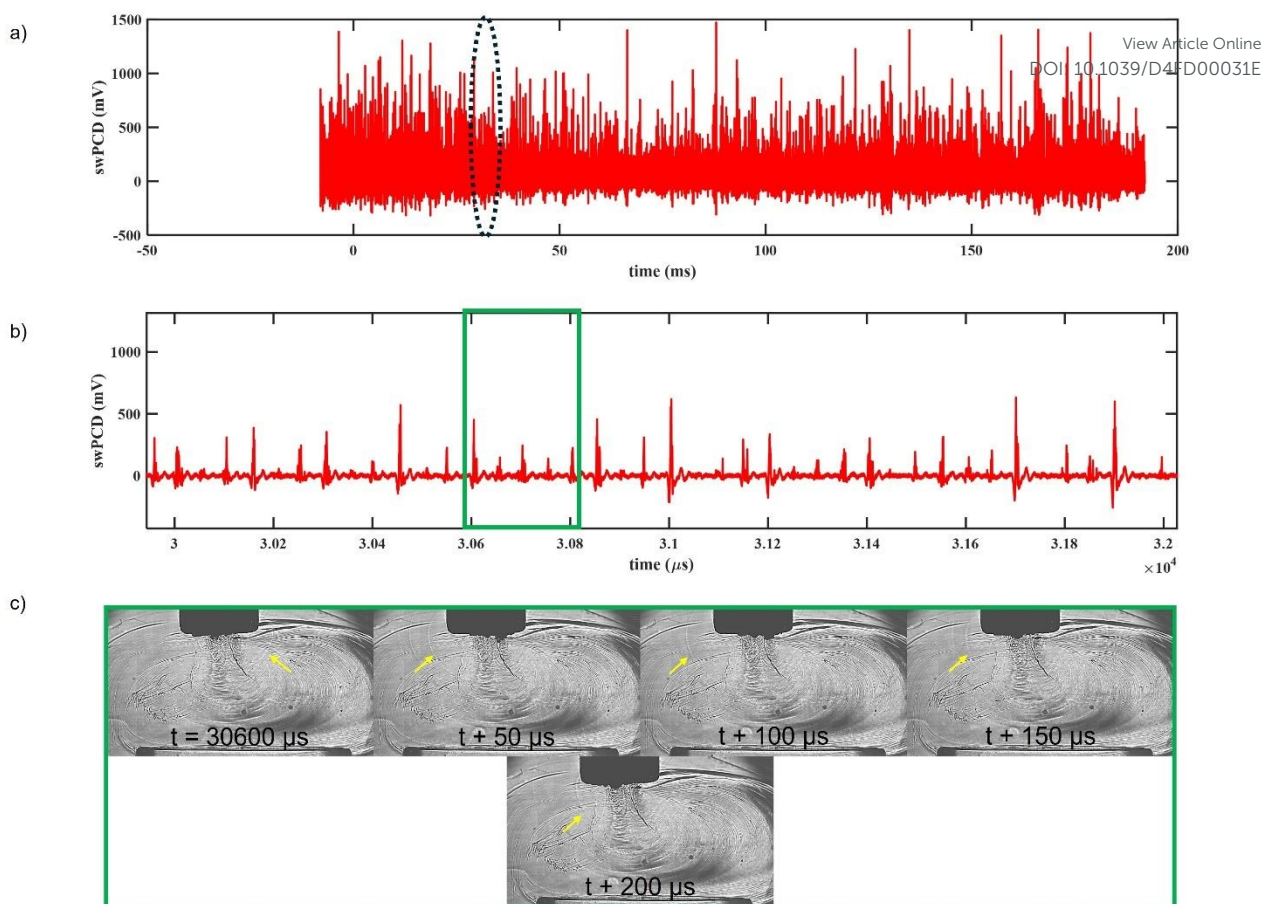 a)
1500
1000
500
0
-500
swPCD (mV)
-50
0
50
100
150
200
time (ms)
View Article Online
DOI: 10.1039/D4FD00031E
b)
1000
500
0
swPCD (mV)
3
3.02
3.04
3.06
3.08
3.1
3.12
3.14
3.16
3.18
3.2
time (μs)
×10⁴
c)
t = 30600 μs
t + 50 μs
t + 100 μs
t + 150 μs
t + 200 μs